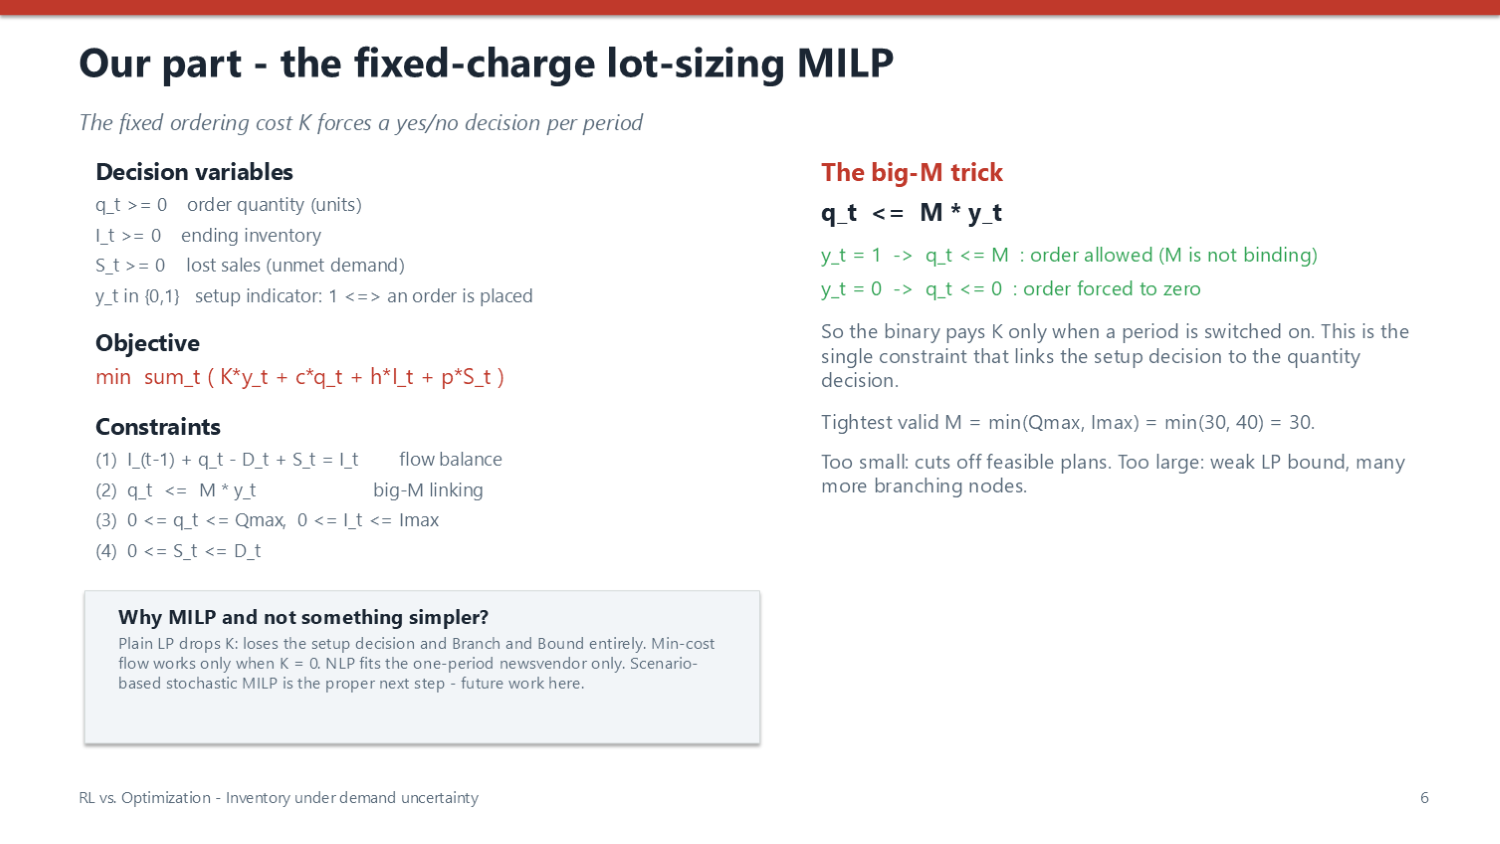 Our part - the fixed-charge lot-sizing MILP
The fixed ordering cost K forces a yes/no decision per period
Decision variables
q_t >= 0 order quantity (units)
I_t >= 0 ending inventory
S_t >= 0 lost sales (unmet demand)
y_t in {0,1} setup indicator: 1 <=> an order is placed
Objective
min sum_t ( K*y_t + c*q_t + h*I_t + p*S_t )
Constraints
(1) I_(t-1) + q_t - D_t + S_t = I_t flow balance
(2) q_t <= M * y_t big-M linking
(3) 0 <= q_t <= Qmax, 0 <= I_t <= Imax
(4) 0 <= S_t <= D_t
Why MILP and not something simpler?
Plain LP drops K: loses the setup decision and Branch and Bound entirely. Min-cost
flow works only when K = 0. NLP fits the one-period newsvendor only. Scenario-
based stochastic MILP is the proper next step - future work here.
The big-M trick
q_t <= M * y_t
y_t = 1 -> q_t <= M : order allowed (M is not binding)
y_t = 0 -> q_t <= 0 : order forced to zero
So the binary pays K only when a period is switched on. This is the
single constraint that links the setup decision to the quantity
decision.
Tightest valid M = min(Qmax, Imax) = min(30, 40) = 30.
Too small: cuts off feasible plans. Too large: weak LP bound, many
more branching nodes.
RL vs. Optimization - Inventory under demand uncertainty
6